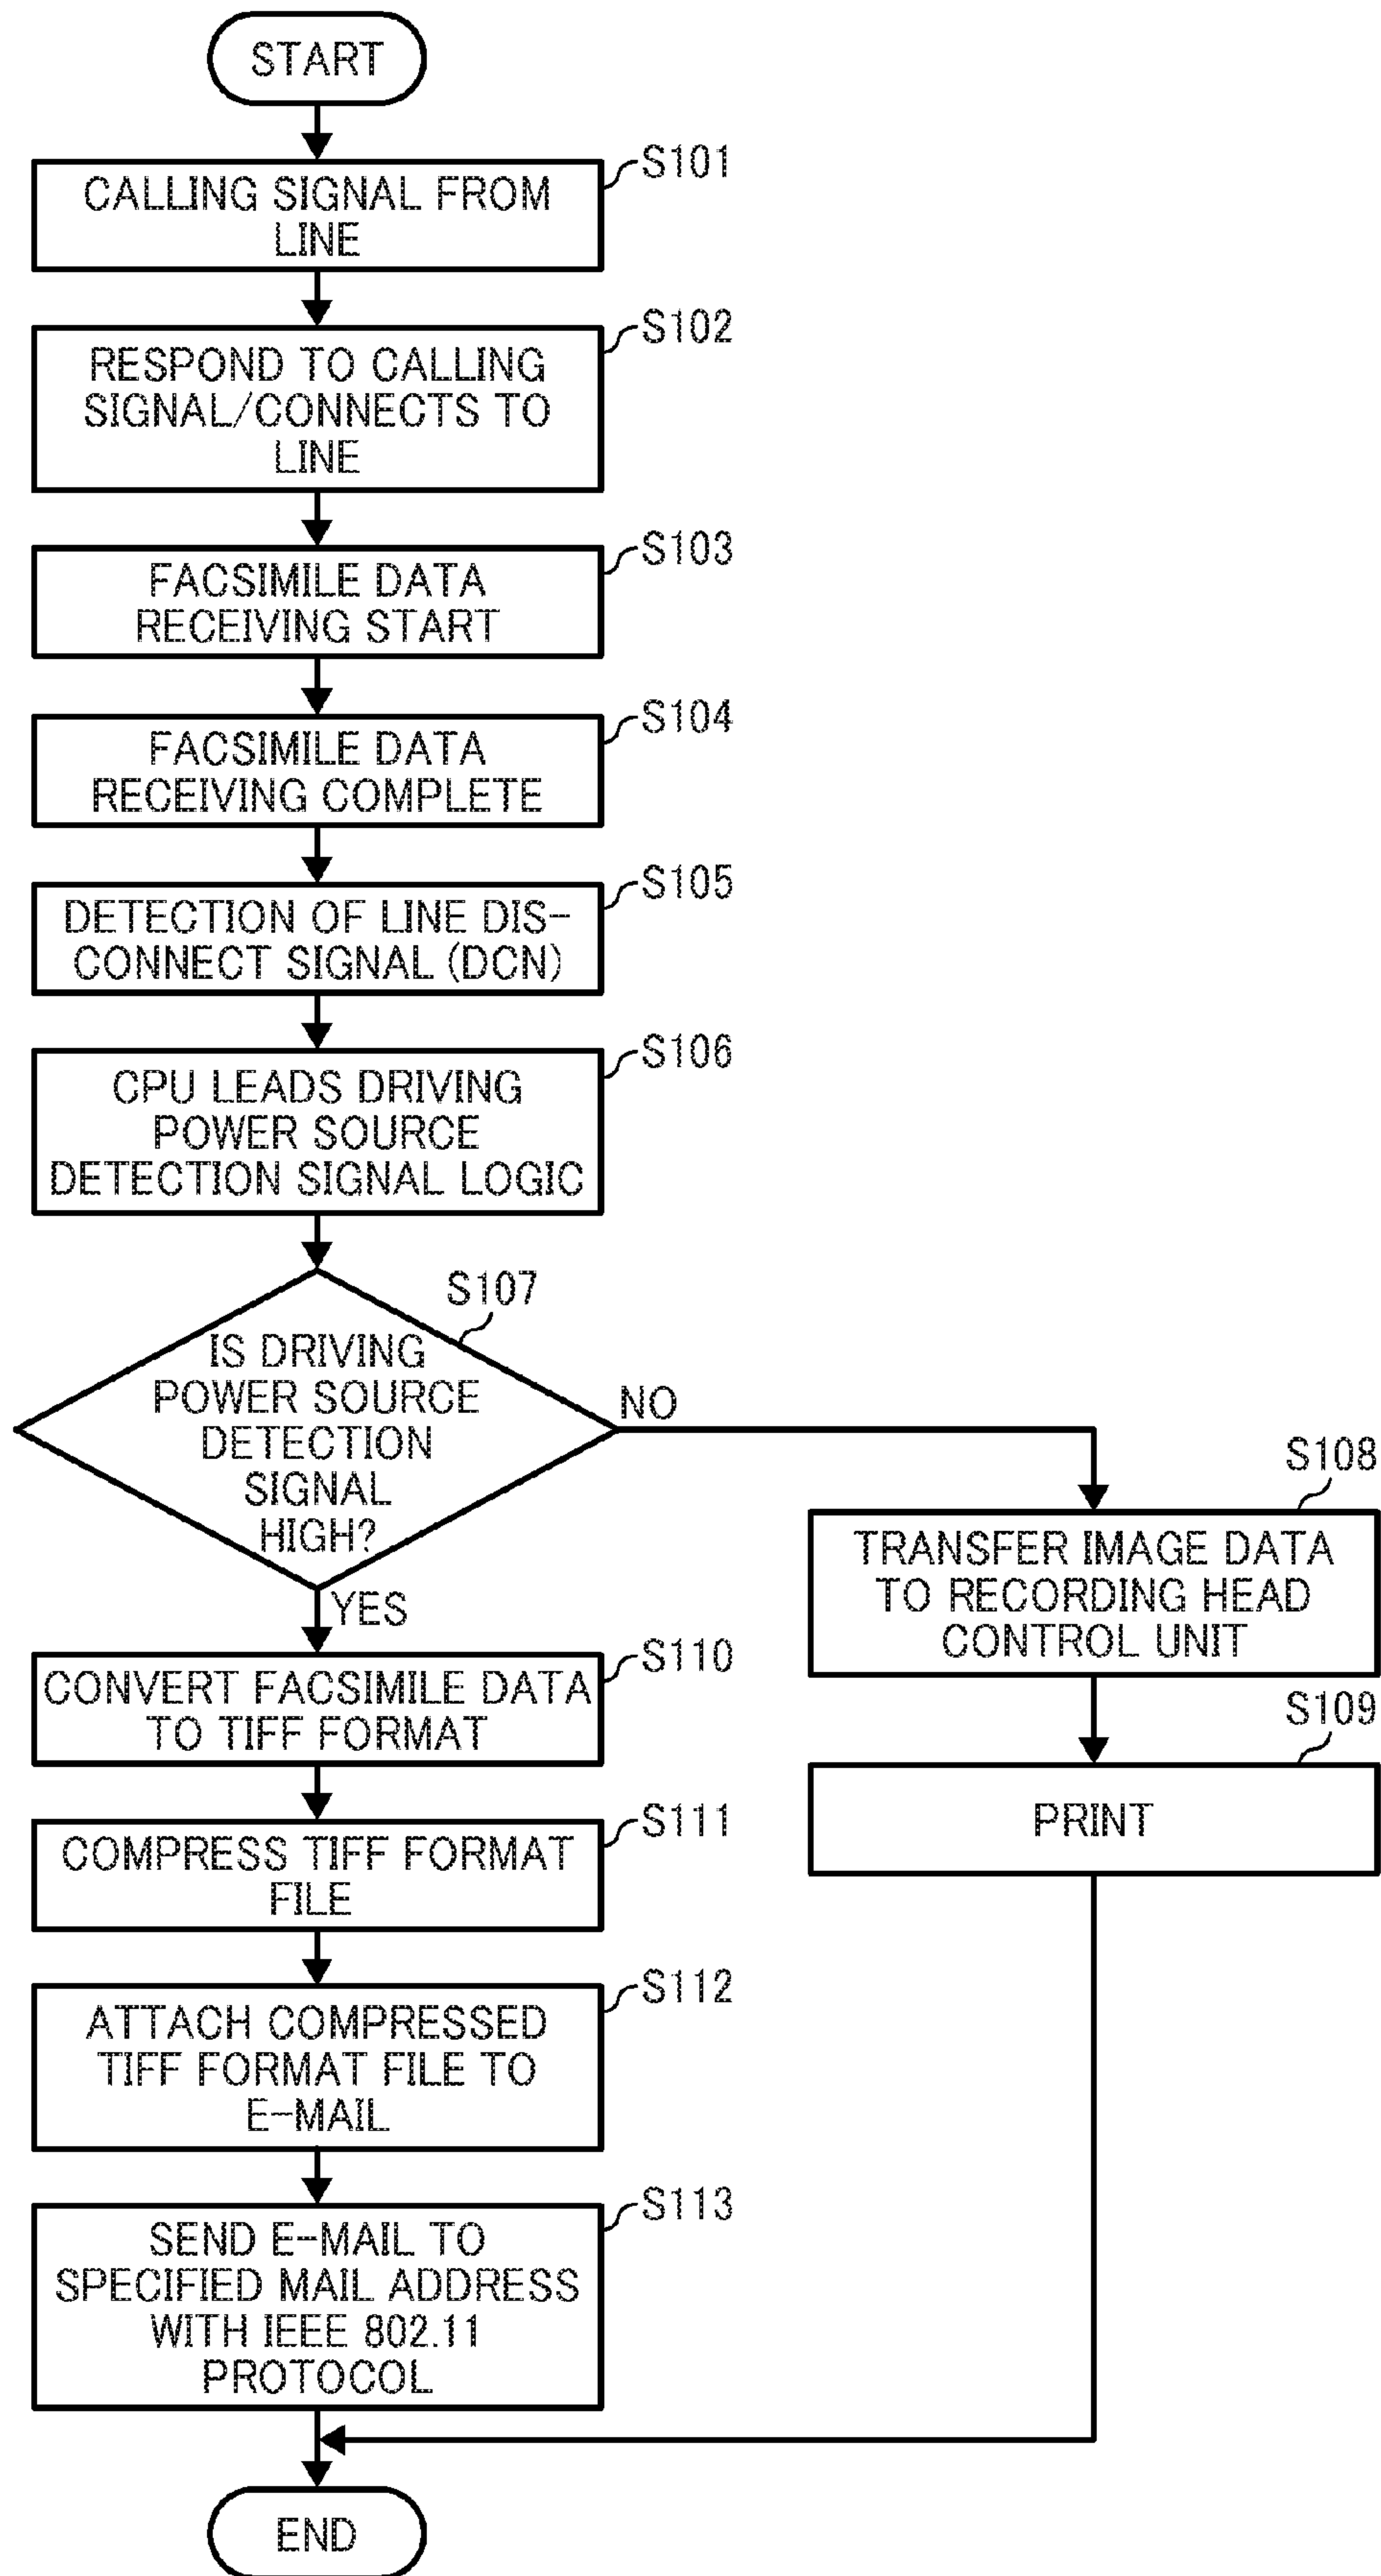 START
S101
CALLING SIGNAL FROM
LINE
S102
RESPOND TO CALLING
SIGNAL/CONNECTS TO
LINE
S103
FACSIMILE DATA
RECEIVING START
S104
FACSIMILE DATA
RECEIVING COMPLETE
S105
DETECTION OF LINE DIS-
CONNECT SIGNAL (DCN)
S106
CPU LEADS DRIVING
POWER SOURCE
DETECTION SIGNAL LOGIC
S107
IS DRIVING
POWER SOURCE
DETECTION
SIGNAL
HIGH?
NO
S108
TRANSFER IMAGE DATA
TO RECORDING HEAD
CONTROL UNIT
S109
PRINT
YES
S110
CONVERT FACSIMILE DATA
TO TIFF FORMAT
S111
COMPRESS TIFF FORMAT
FILE
S112
ATTACH COMPRESSED
TIFF FORMAT FILE TO
E-MAIL
S113
SEND E-MAIL TO
SPECIFIED MAIL ADDRESS
WITH IEEE 802.11
PROTOCOL
END